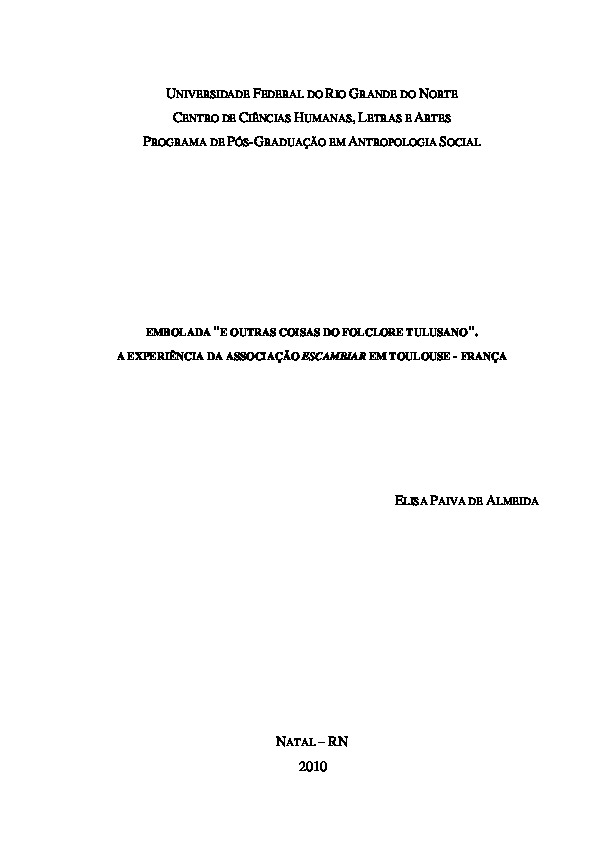 UNIVERSIDADE FEDERAL DO RIO GRANDE DO NORTE
CENTRO DE CIÊNCIAS HUMANAS, LETRAS E ARTES
PROGRAMA DE PÓS-GRADUAÇÃO EM ANTROPOLOGIA SOCIAL
EMBOLADA "E OUTRAS COISAS DO FOLCLORE TULUSANO".
A EXPERIÊNCIA DA ASSOCIAÇÃO ESCAMBIAR EM TOULOUSE - FRANÇA
ELISA PAIVA DE ALMEIDA
NATAL – RN
2010